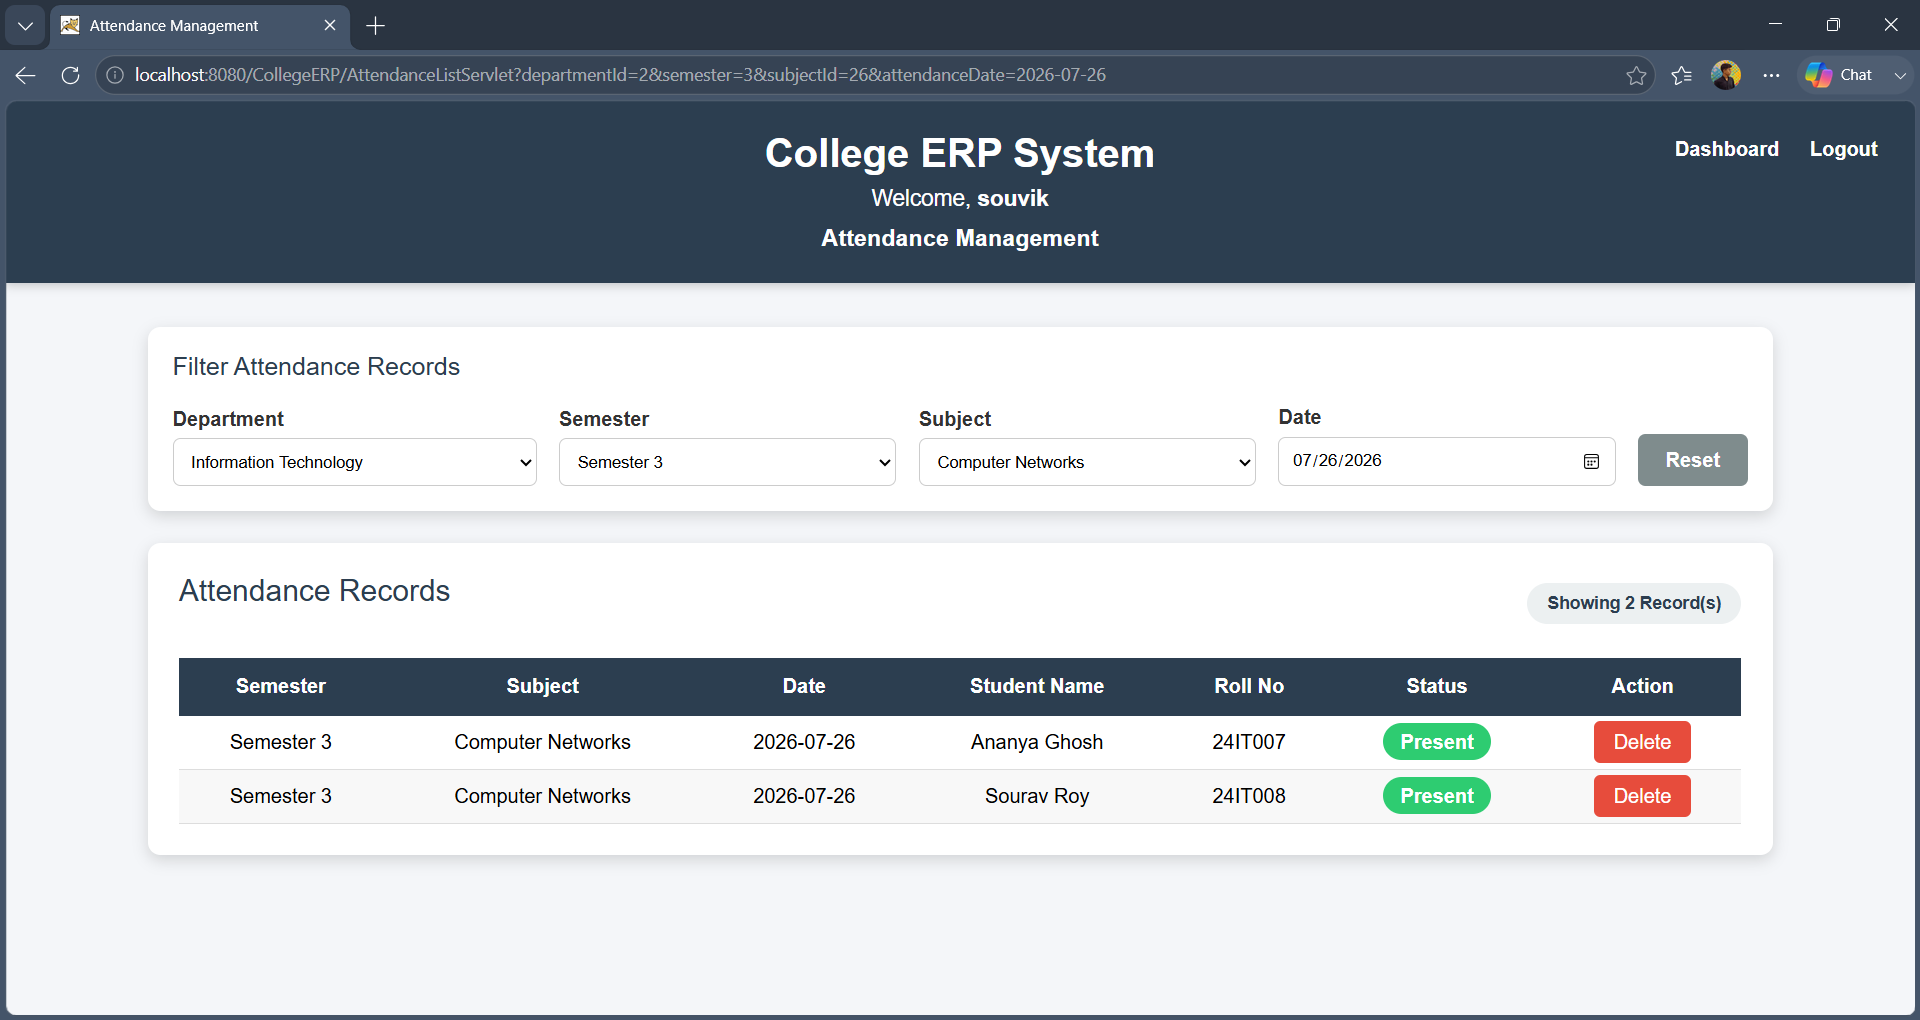 Attendance Management
localhost:8080/CollegeERP/AttendanceListServlet?departmentId=2&semester=3&subjectId=26&attendanceDate=2026-07-26
Chat
College ERP System
Dashboard Logout
Welcome, souvik
Attendance Management
Filter Attendance Records
Department Semester Subject Date
Information Technology Semester 3 Computer Networks 07/26/2026 Reset
Attendance Records
Showing 2 Record(s)
Semester Subject Date Student Name Roll No Status Action
Semester 3 Computer Networks 2026-07-26 Ananya Ghosh 24IT007 Present Delete
Semester 3 Computer Networks 2026-07-26 Sourav Roy 24IT008 Present Delete